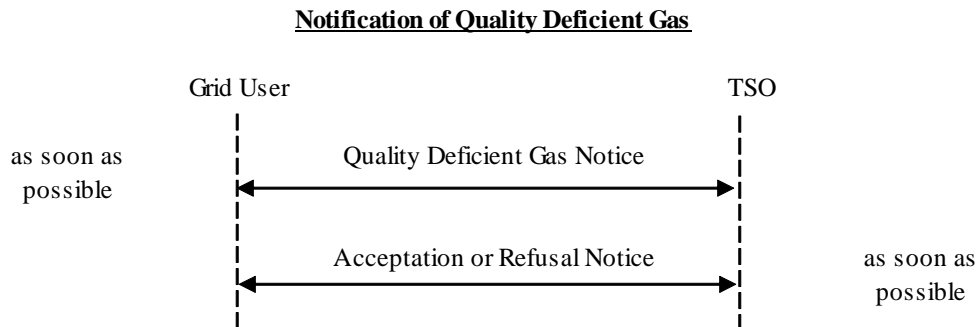 Notification of Quality Deficient Gas
Grid User
TSO
as soon as
possible
Quality Deficient Gas Notice
Acceptation or Refusal Notice
as soon as
possible